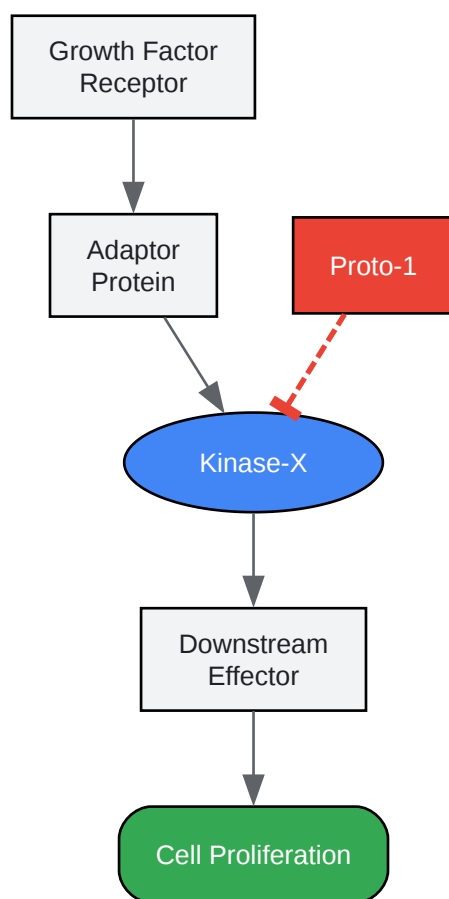 Growth Factor
Receptor
Adaptor
Protein
Proto-1
Kinase-X
Downstream
Effector
Cell Proliferation